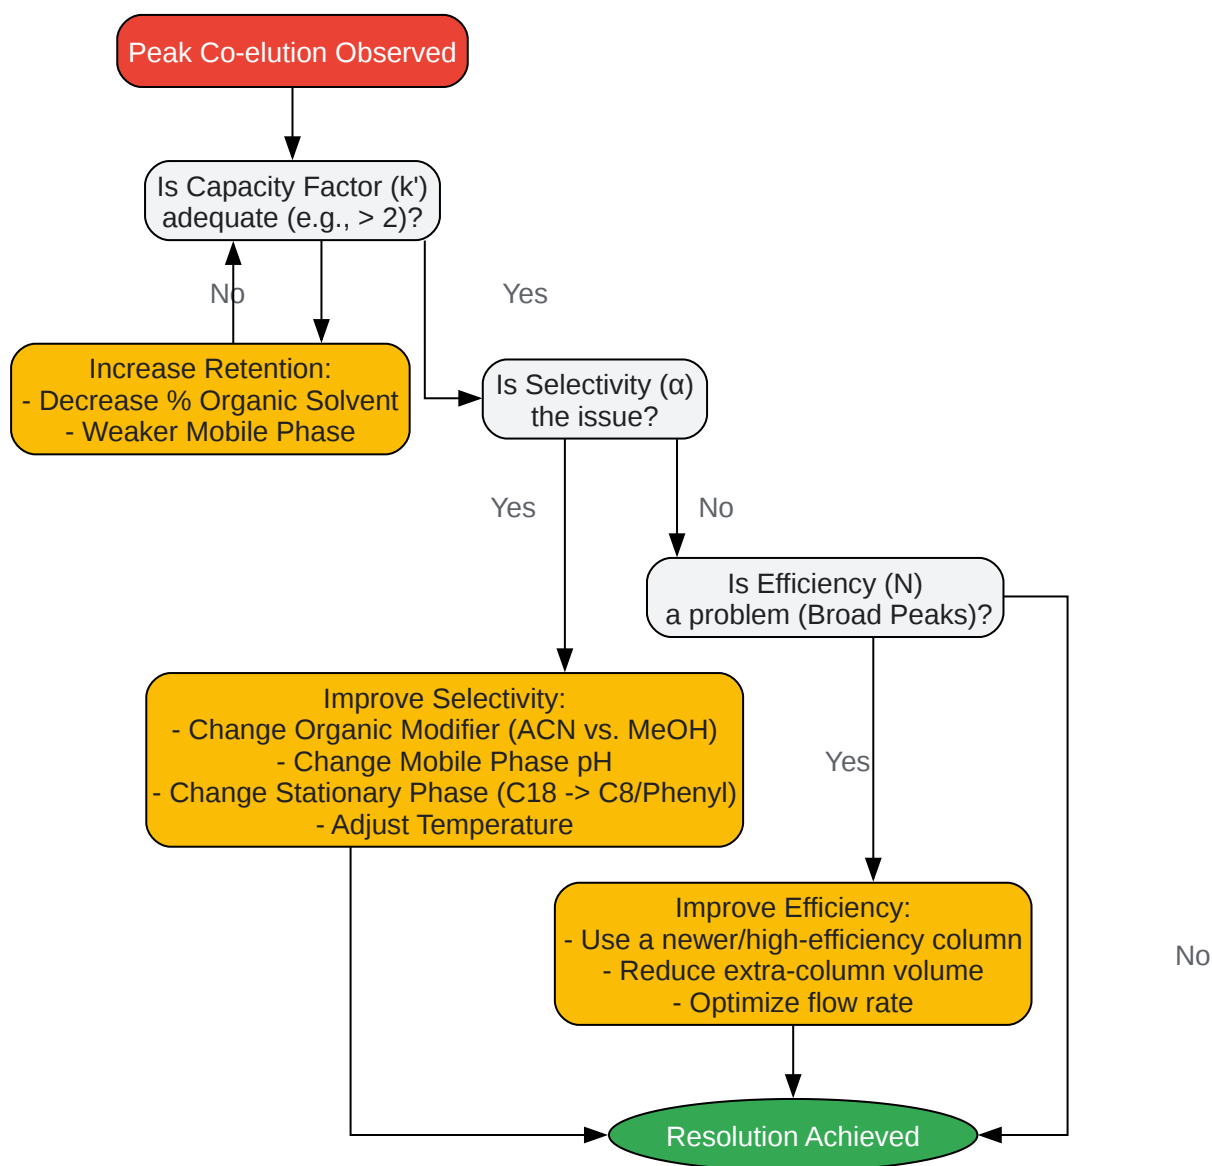 Peak Co-elution Observed
Is Capacity Factor (k')
adequate (e.g., > 2)?
No
Yes
Increase Retention:
- Decrease % Organic Solvent
- Weaker Mobile Phase
Is Selectivity (α)
the issue?
Yes
No
Is Efficiency (N)
a problem (Broad Peaks)?
Improve Selectivity:
- Change Organic Modifier (ACN vs. MeOH)
- Change Mobile Phase pH
- Change Stationary Phase (C18 -> C8/Phenyl)
- Adjust Temperature
Yes
Improve Efficiency:
- Use a newer/high-efficiency column
- Reduce extra-column volume
- Optimize flow rate
No
Resolution Achieved